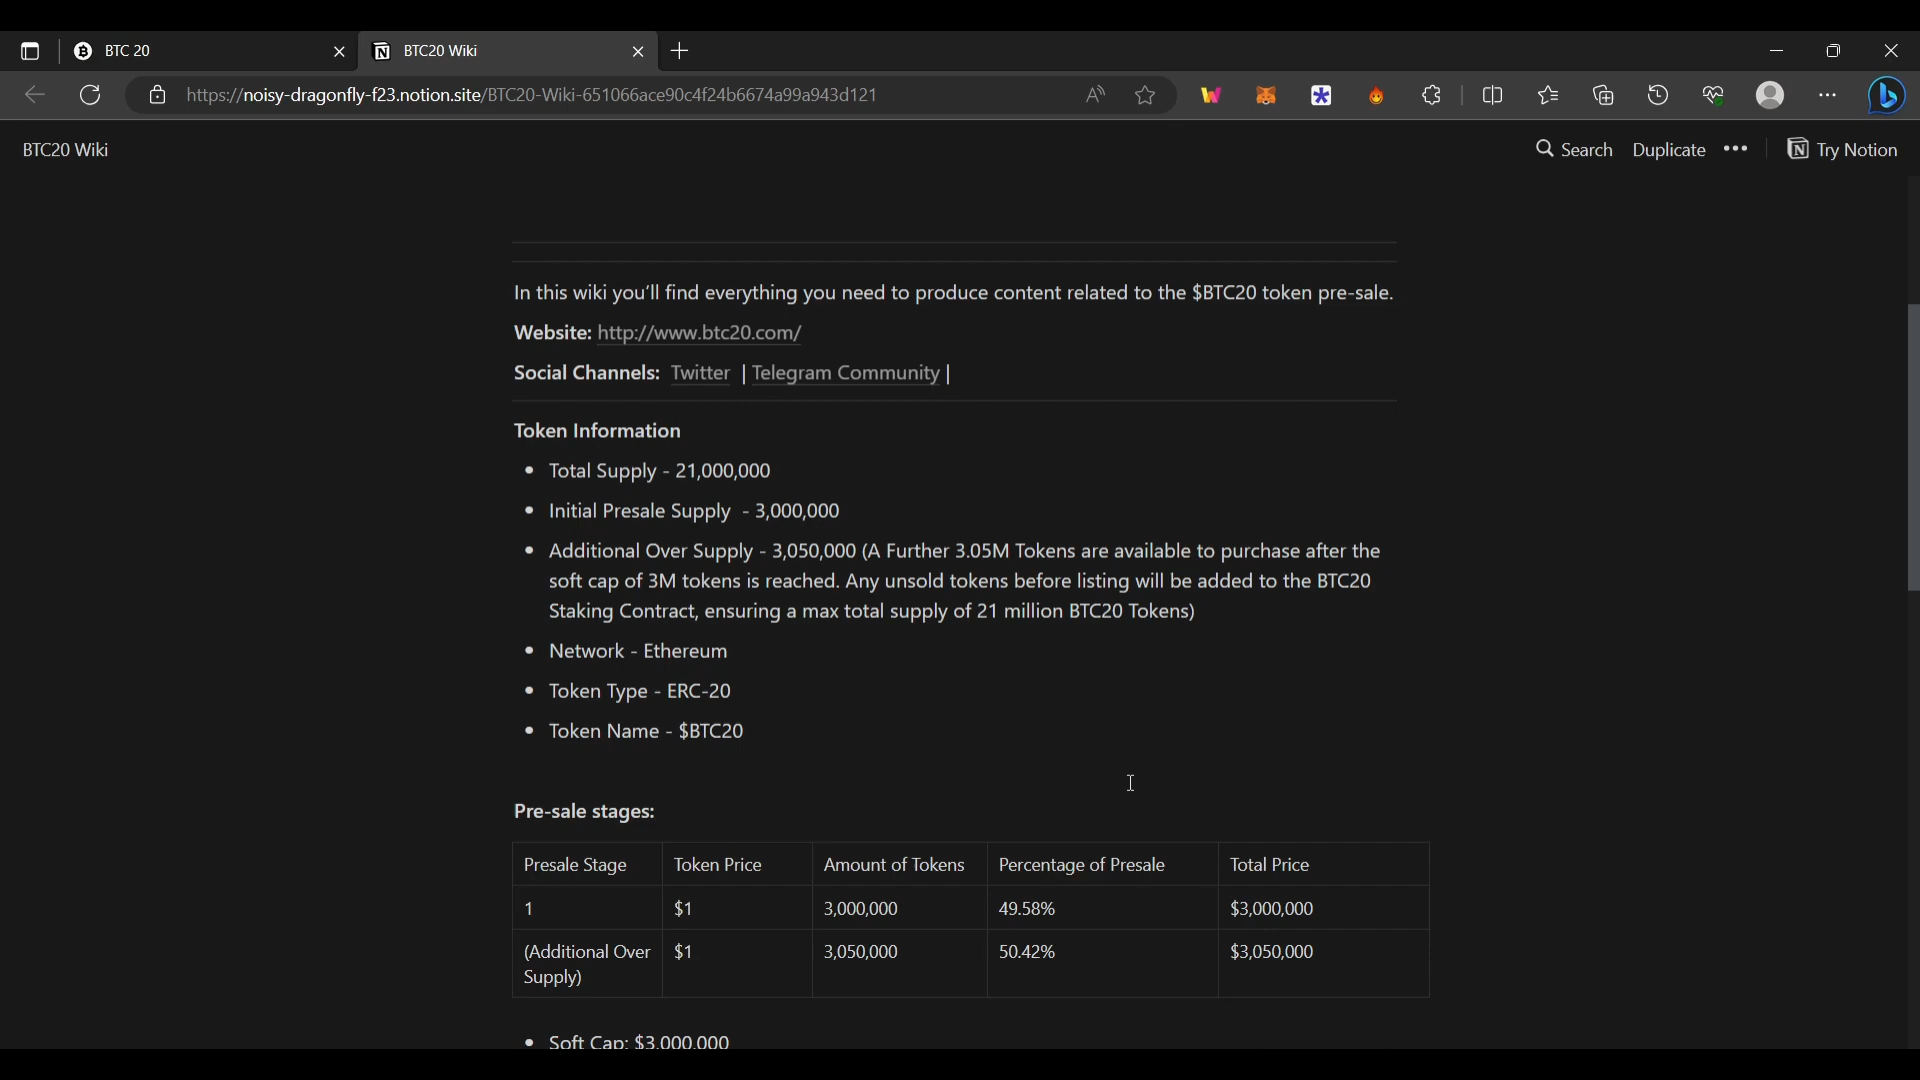 BTC 20
BTC20 Wiki
https://noisy-dragonfly-f23.notion.site/BTC20-Wiki-651066ace90c4f24b6674a99a943d121
BTC20 Wiki
Search Duplicate ••• Try Notion
In this wiki you'll find everything you need to produce content related to the $BTC20 token pre-sale.
Website: http://www.btc20.com/
Social Channels: Twitter | Telegram Community |
Token Information
• Total Supply - 21,000,000
• Initial Presale Supply - 3,000,000
• Additional Over Supply - 3,050,000 (A Further 3.05M Tokens are available to purchase after the
soft cap of 3M tokens is reached. Any unsold tokens before listing will be added to the BTC20
Staking Contract, ensuring a max total supply of 21 million BTC20 Tokens)
• Network - Ethereum
• Token Type - ERC-20
• Token Name - $BTC20
Pre-sale stages:
Presale Stage Token Price Amount of Tokens Percentage of Presale Total Price
1 $1 3,000,000 49.58% $3,000,000
(Additional Over $1 3,050,000 50.42% $3,050,000
Supply)
• Soft Cap: $3,000,000